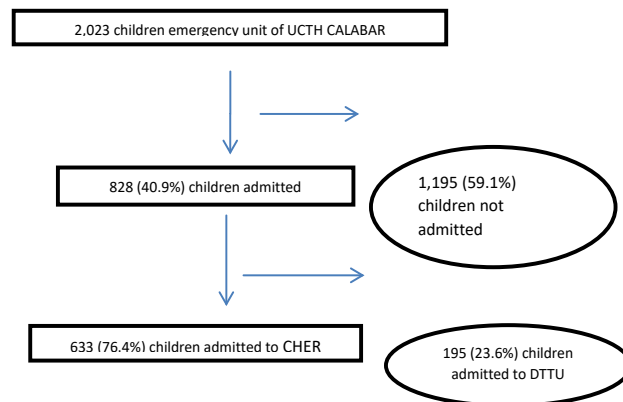 2,023 children emergency unit of UCTH CALABAR
828 (40.9%) children admitted
1,195 (59.1%)
children not
admitted
633 (76.4%) children admitted to CHER
195 (23.6%) children
admitted to DTTU